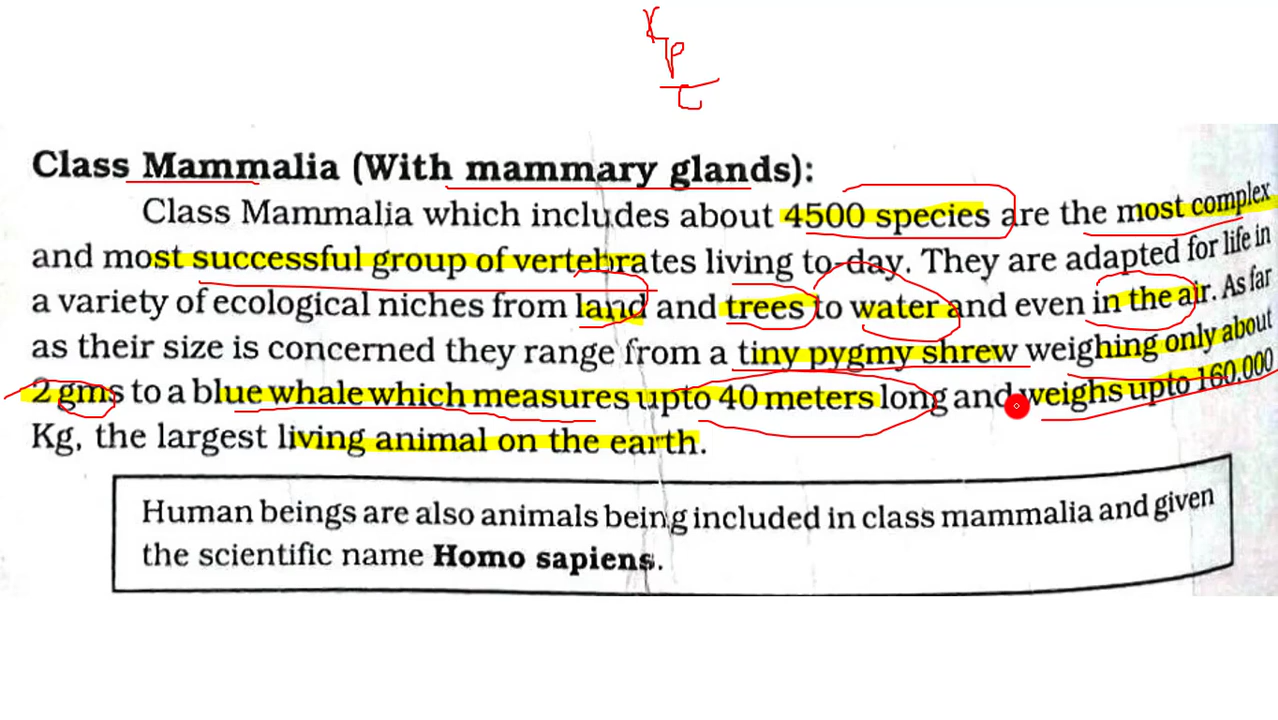 Class Mammalia (With mammary glands):
Class Mammalia which includes about 4500 species are the most complex
and most successful group of vertebrates living to-day. They are adapted for life in
a variety of ecological niches from land and trees to water and even in the air. As far
as their size is concerned they range from a tiny pygmy shrew weighing only about
2 gms to a blue whale which measures upto 40 meters long and weighs upto 160,000
Kg, the largest living animal on the earth.
Human beings are also animals being included in class mammalia and given
the scientific name Homo sapiens.